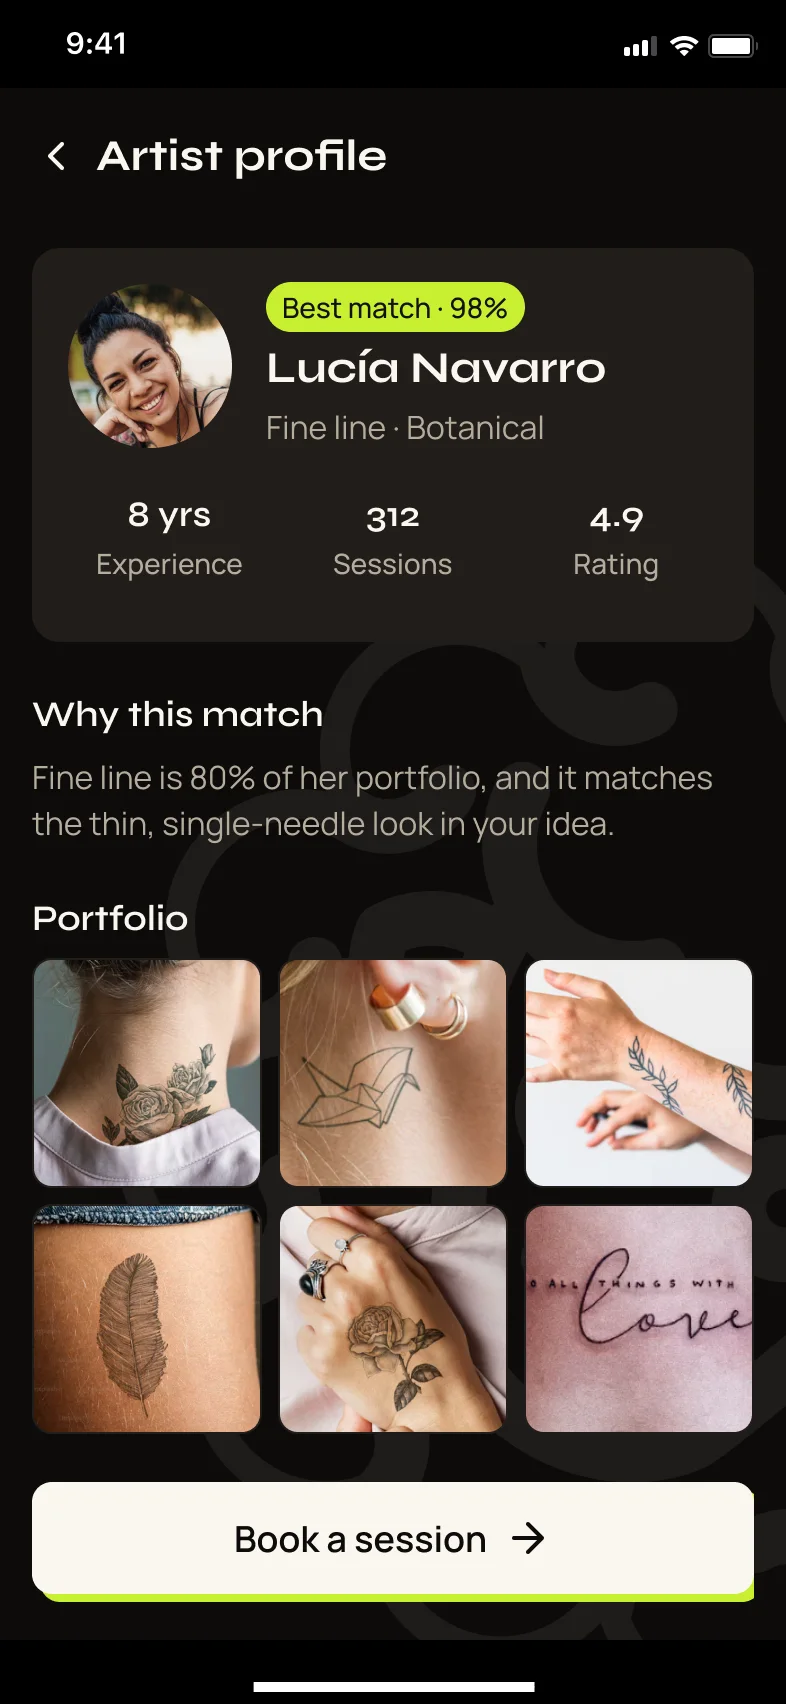 9:41
Artist profile
Best match · 98%
Lucía Navarro
Fine line · Botanical
8 yrs
312
4.9
Experience
Sessions
Rating
Why this match
Fine line is 80% of her portfolio, and it matches
the thin, single-needle look in your idea.
Portfolio
O ALL THINGS WITH
love
Book a session